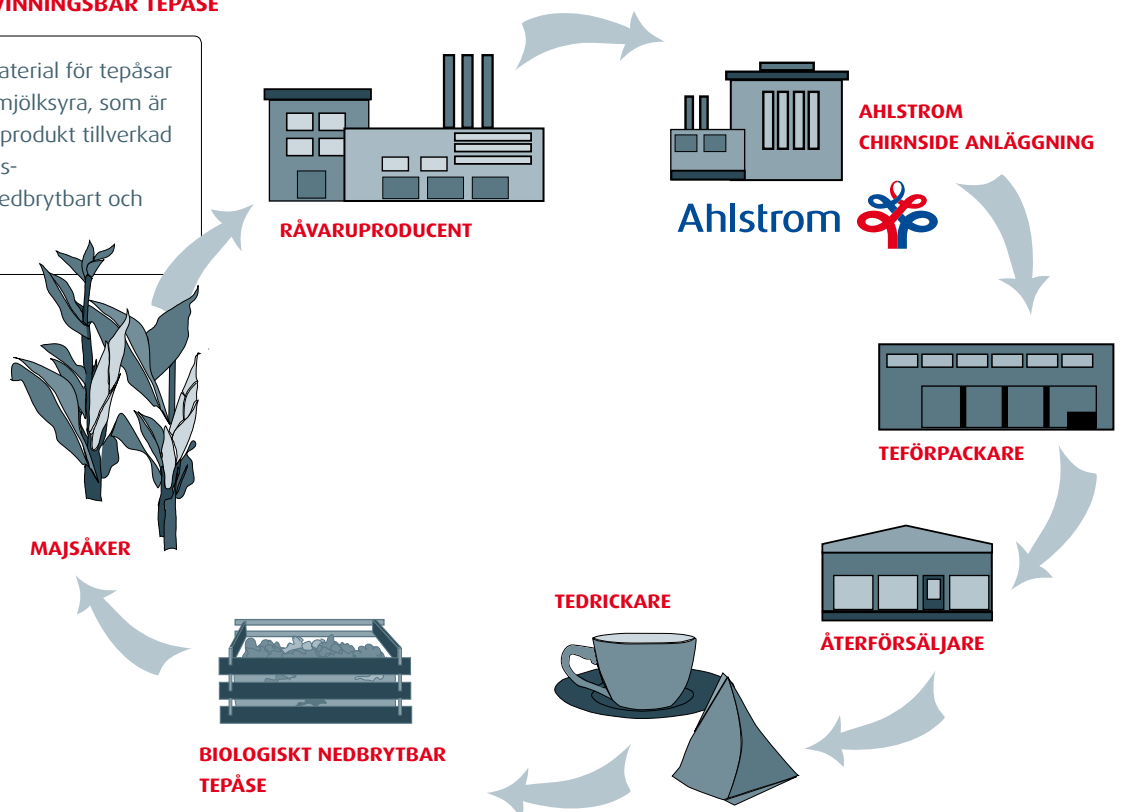 VINNINGSBAR TEPÅSE
aterial för tepåsar
mjölksyra, som är
produkt tillverkad
s-
edbrytbart och
RÅVARUPRODUCENT
AHLSTROM
CHIRNSIDE ANLÄGGNING
Ahlstrom
TEFÖRPACKARE
ÅTERFÖRSÄLJARE
TEDRICKARE
BIOLOGISKT NEDBRYTBAR
TEPÅSE
MAJSÅKER